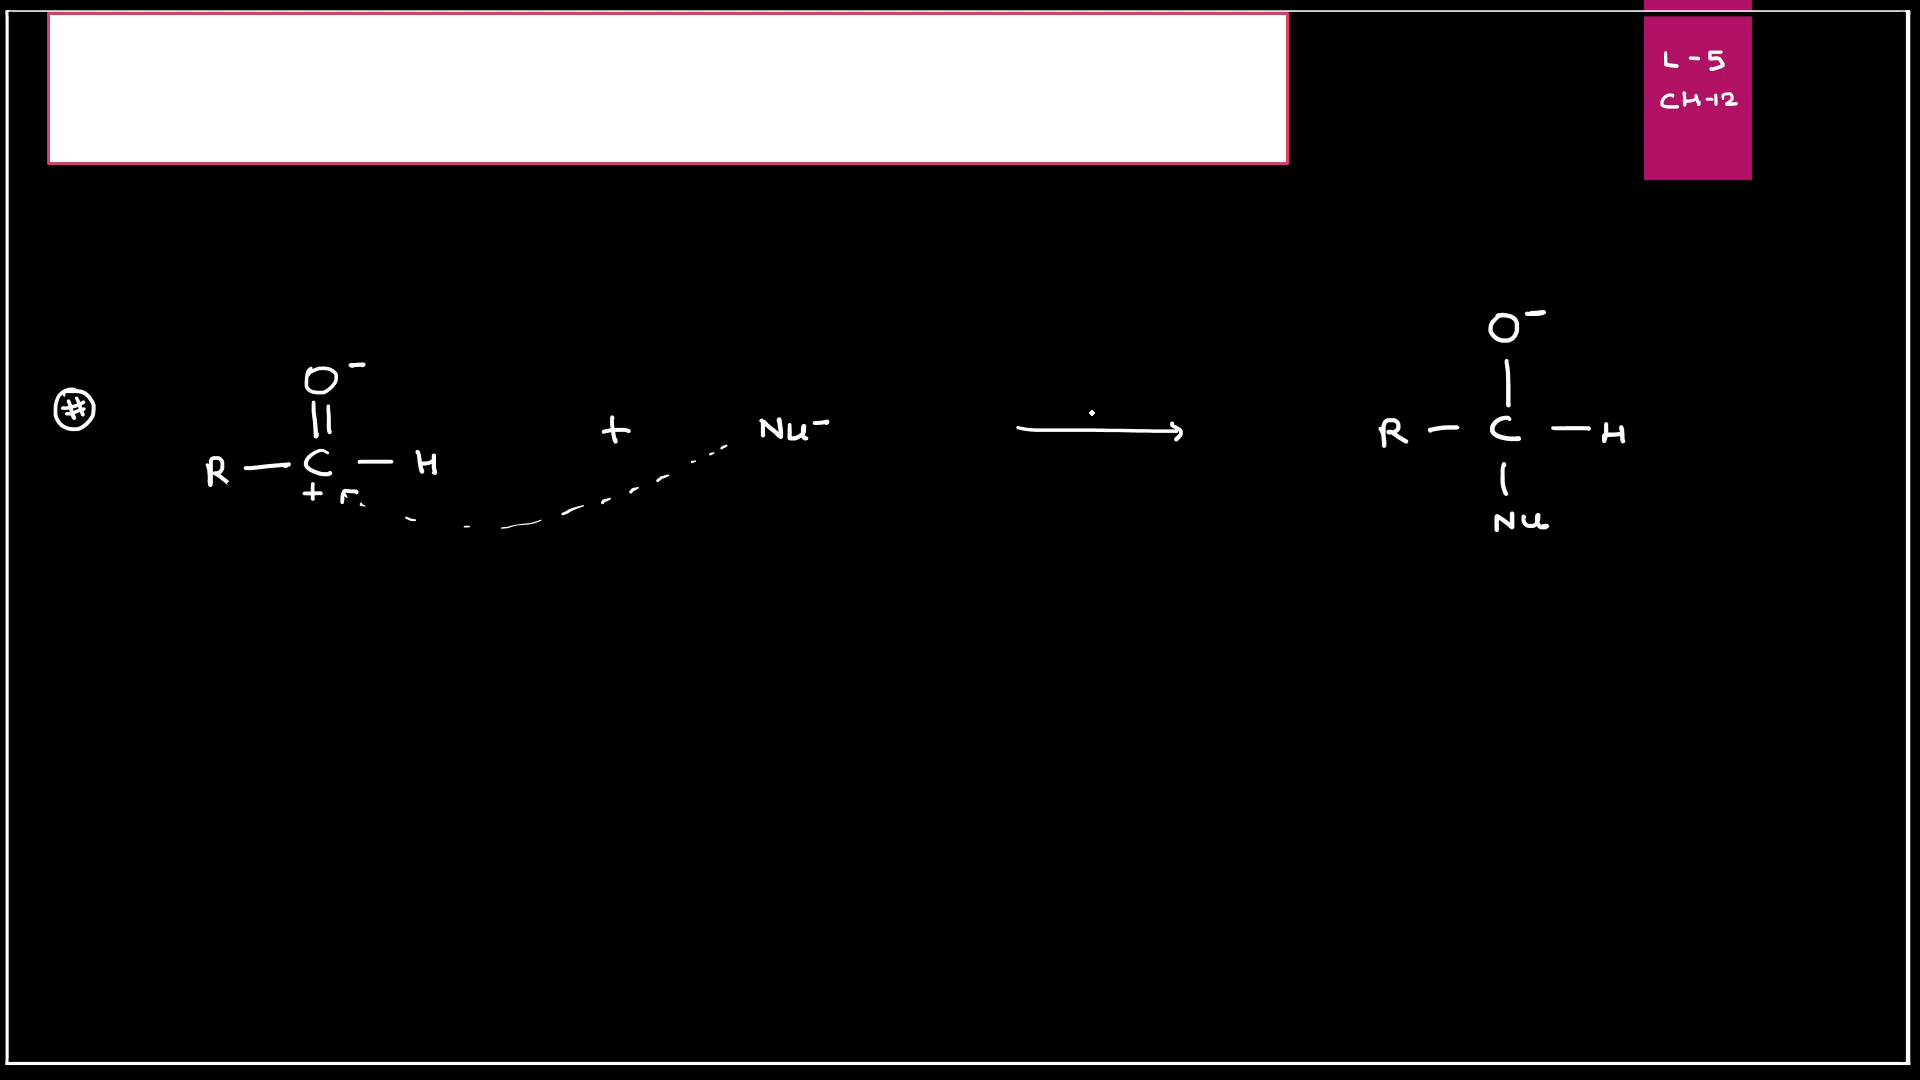 L-5
CH-12
O⁻
O⁻
||
|
⊛ R — C — H + Nu⁻ → R — C — H
+
|
Nu